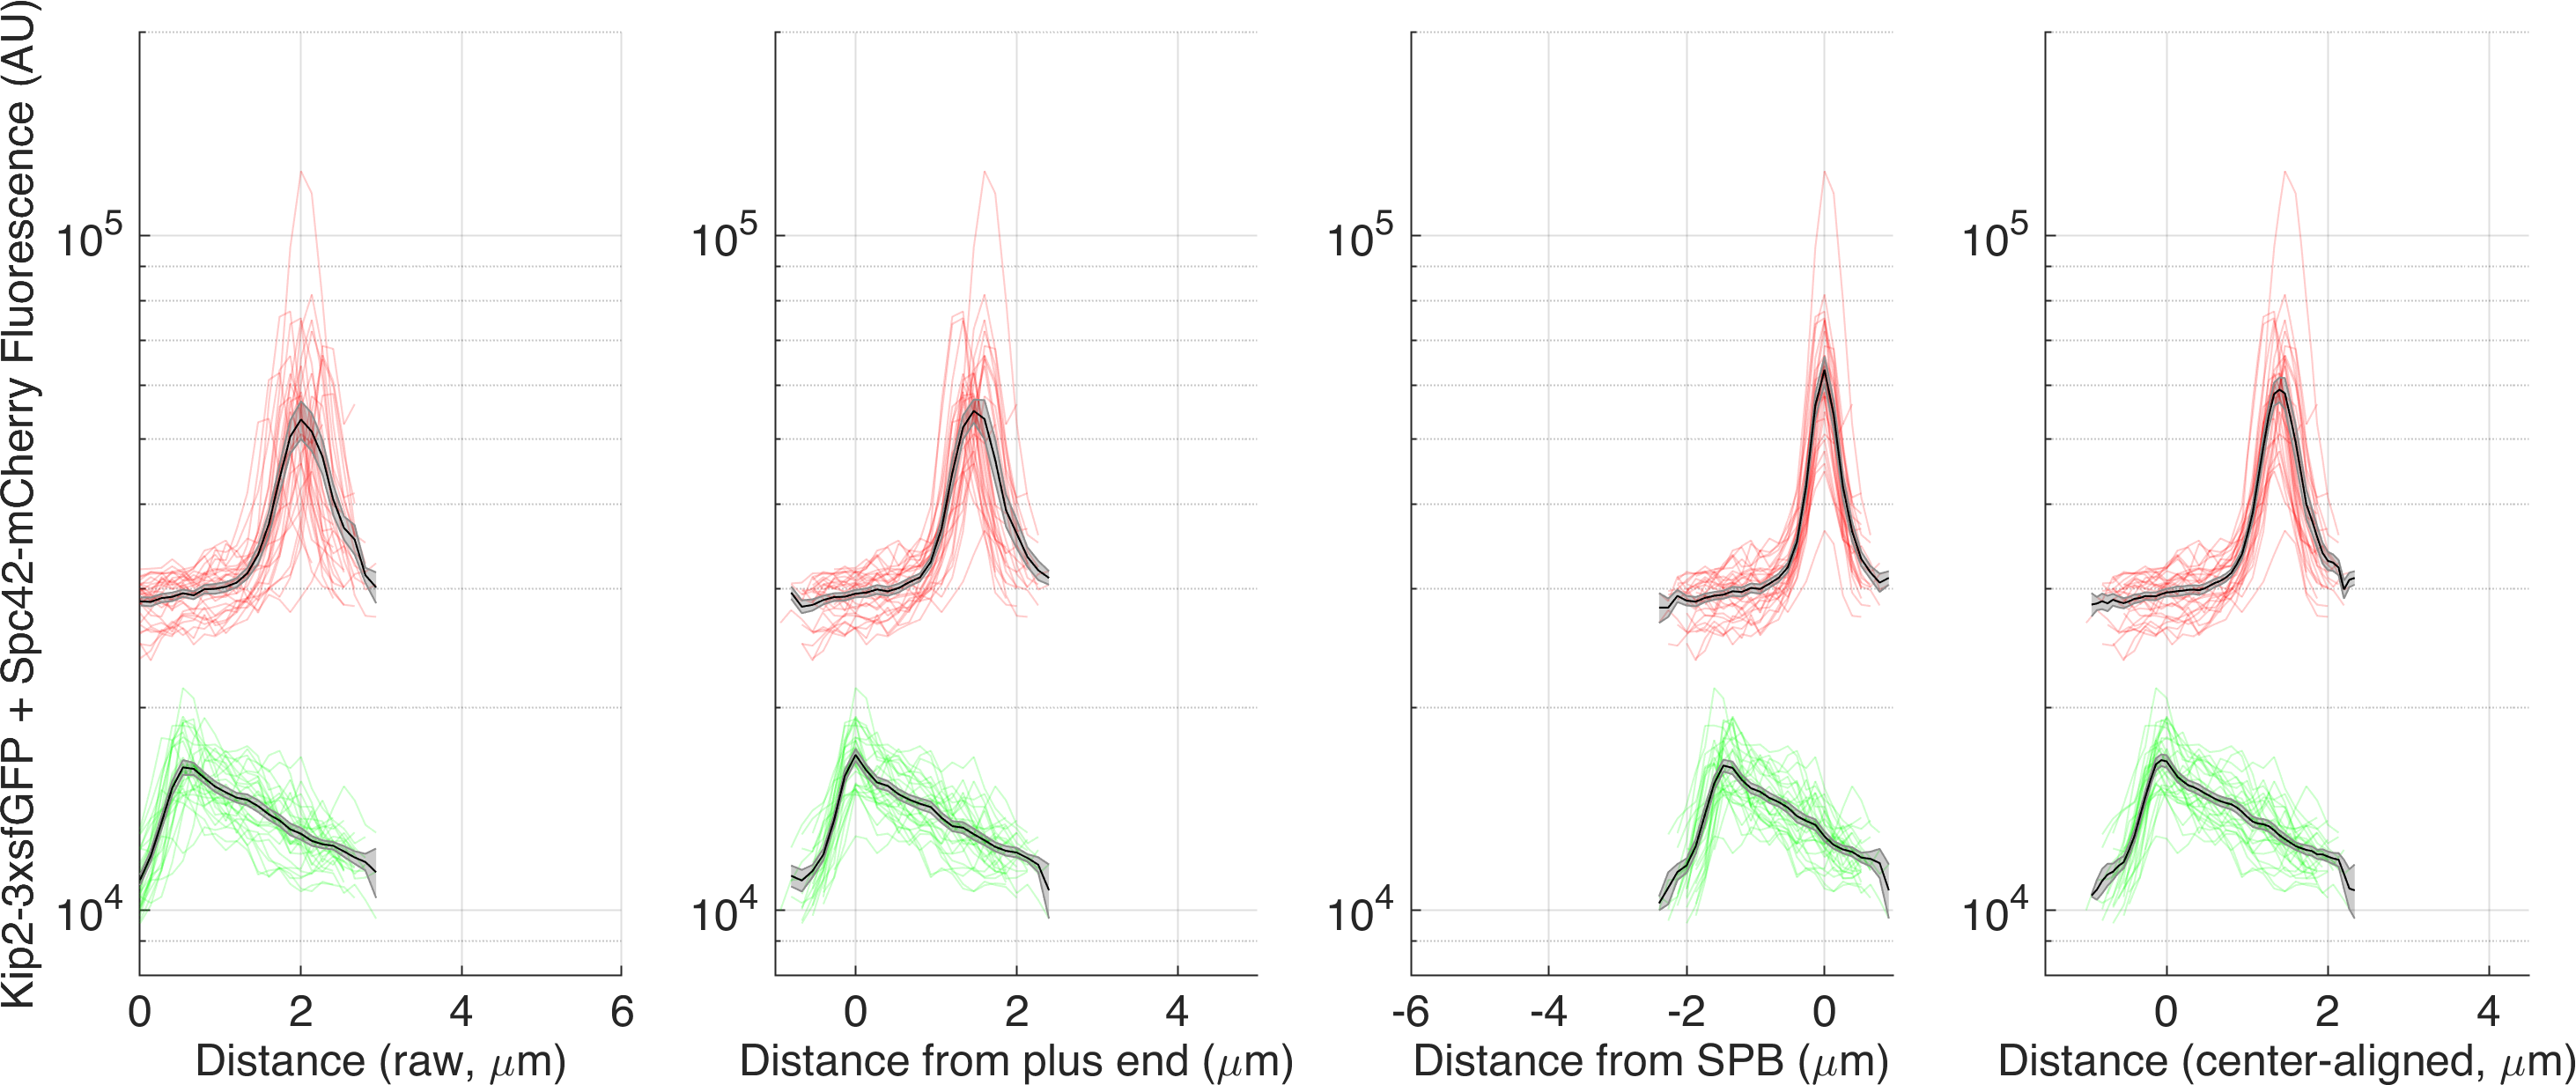 Kip2-3xsfGFP + Spc42-mCherry Fluorescence (AU)
10^5
10^4
0 2 4 6
Distance (raw, μm)
10^5
10^4
0 2 4
Distance from plus end (μm)
10^5
10^4
-6 -4 -2 0
Distance from SPB (μm)
10^5
10^4
0 2 4
Distance (center-aligned, μm)